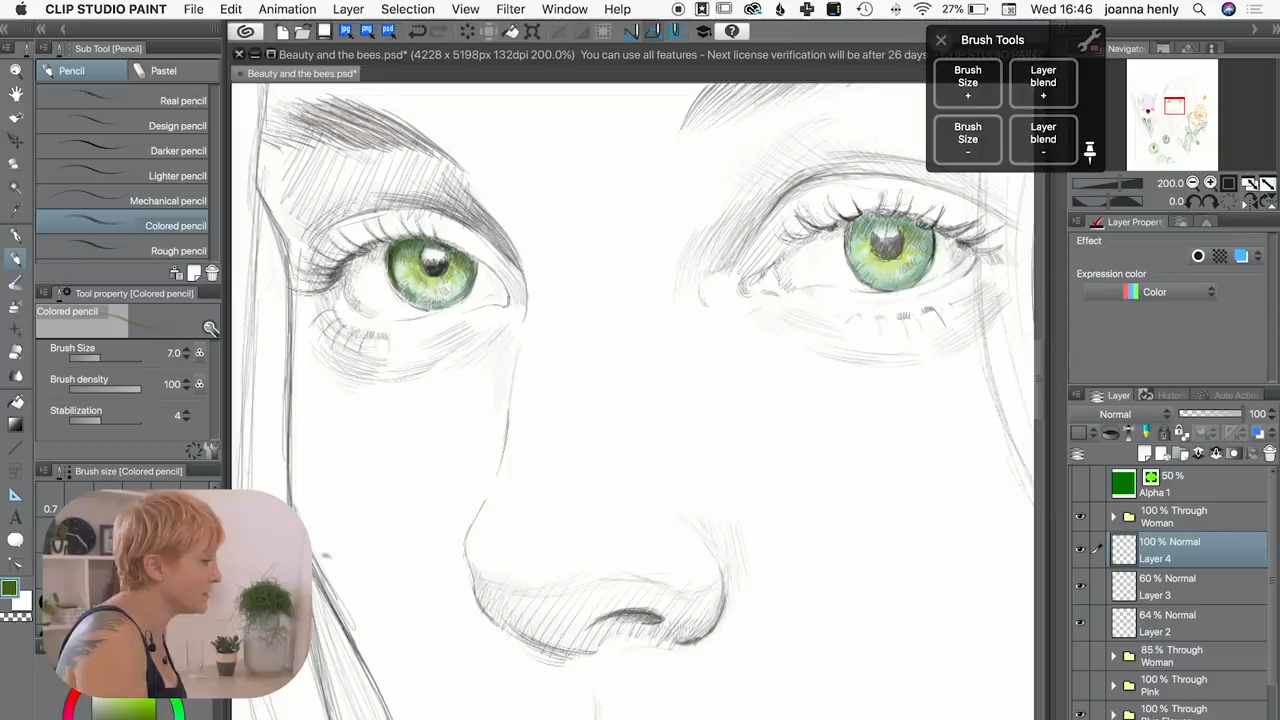 CLIP STUDIO PAINT File Edit Animation Layer Selection View Filter Window Help 27% Wed 16:46 joanna henly
Sub Tool [Pencil]
Pencil
Pastel
Real pencil
Design pencil
Darker pencil
Lighter pencil
Mechanical pencil
Colored pencil
Rough pencil
Tool property [Colored pencil]
Colored pencil
Brush Size 7.0
Brush density 100
Stabilization 4
Brush size [Colored pencil]
0.7
jpg png psd
Beauty and the bees.psd* (4228 x 5198px 132dpi 200.0%) You can use all features - Next license verification will be after 26 days
Beauty and the bees.psd*
Brush Tools
Brush
Size
+
Layer
blend
+
Brush
Size
-
Layer
blend
-
Navigator
200.0
0.0
Layer Property
Effect
Expression color
Color
Layer
Auto Action
Normal 100
50 %
Alpha 1
100 % Through
Woman
100 % Normal
Layer 4
60 % Normal
Layer 3
64 % Normal
Layer 2
85 % Through
Woman
100 % Through
Pink
100 % Through